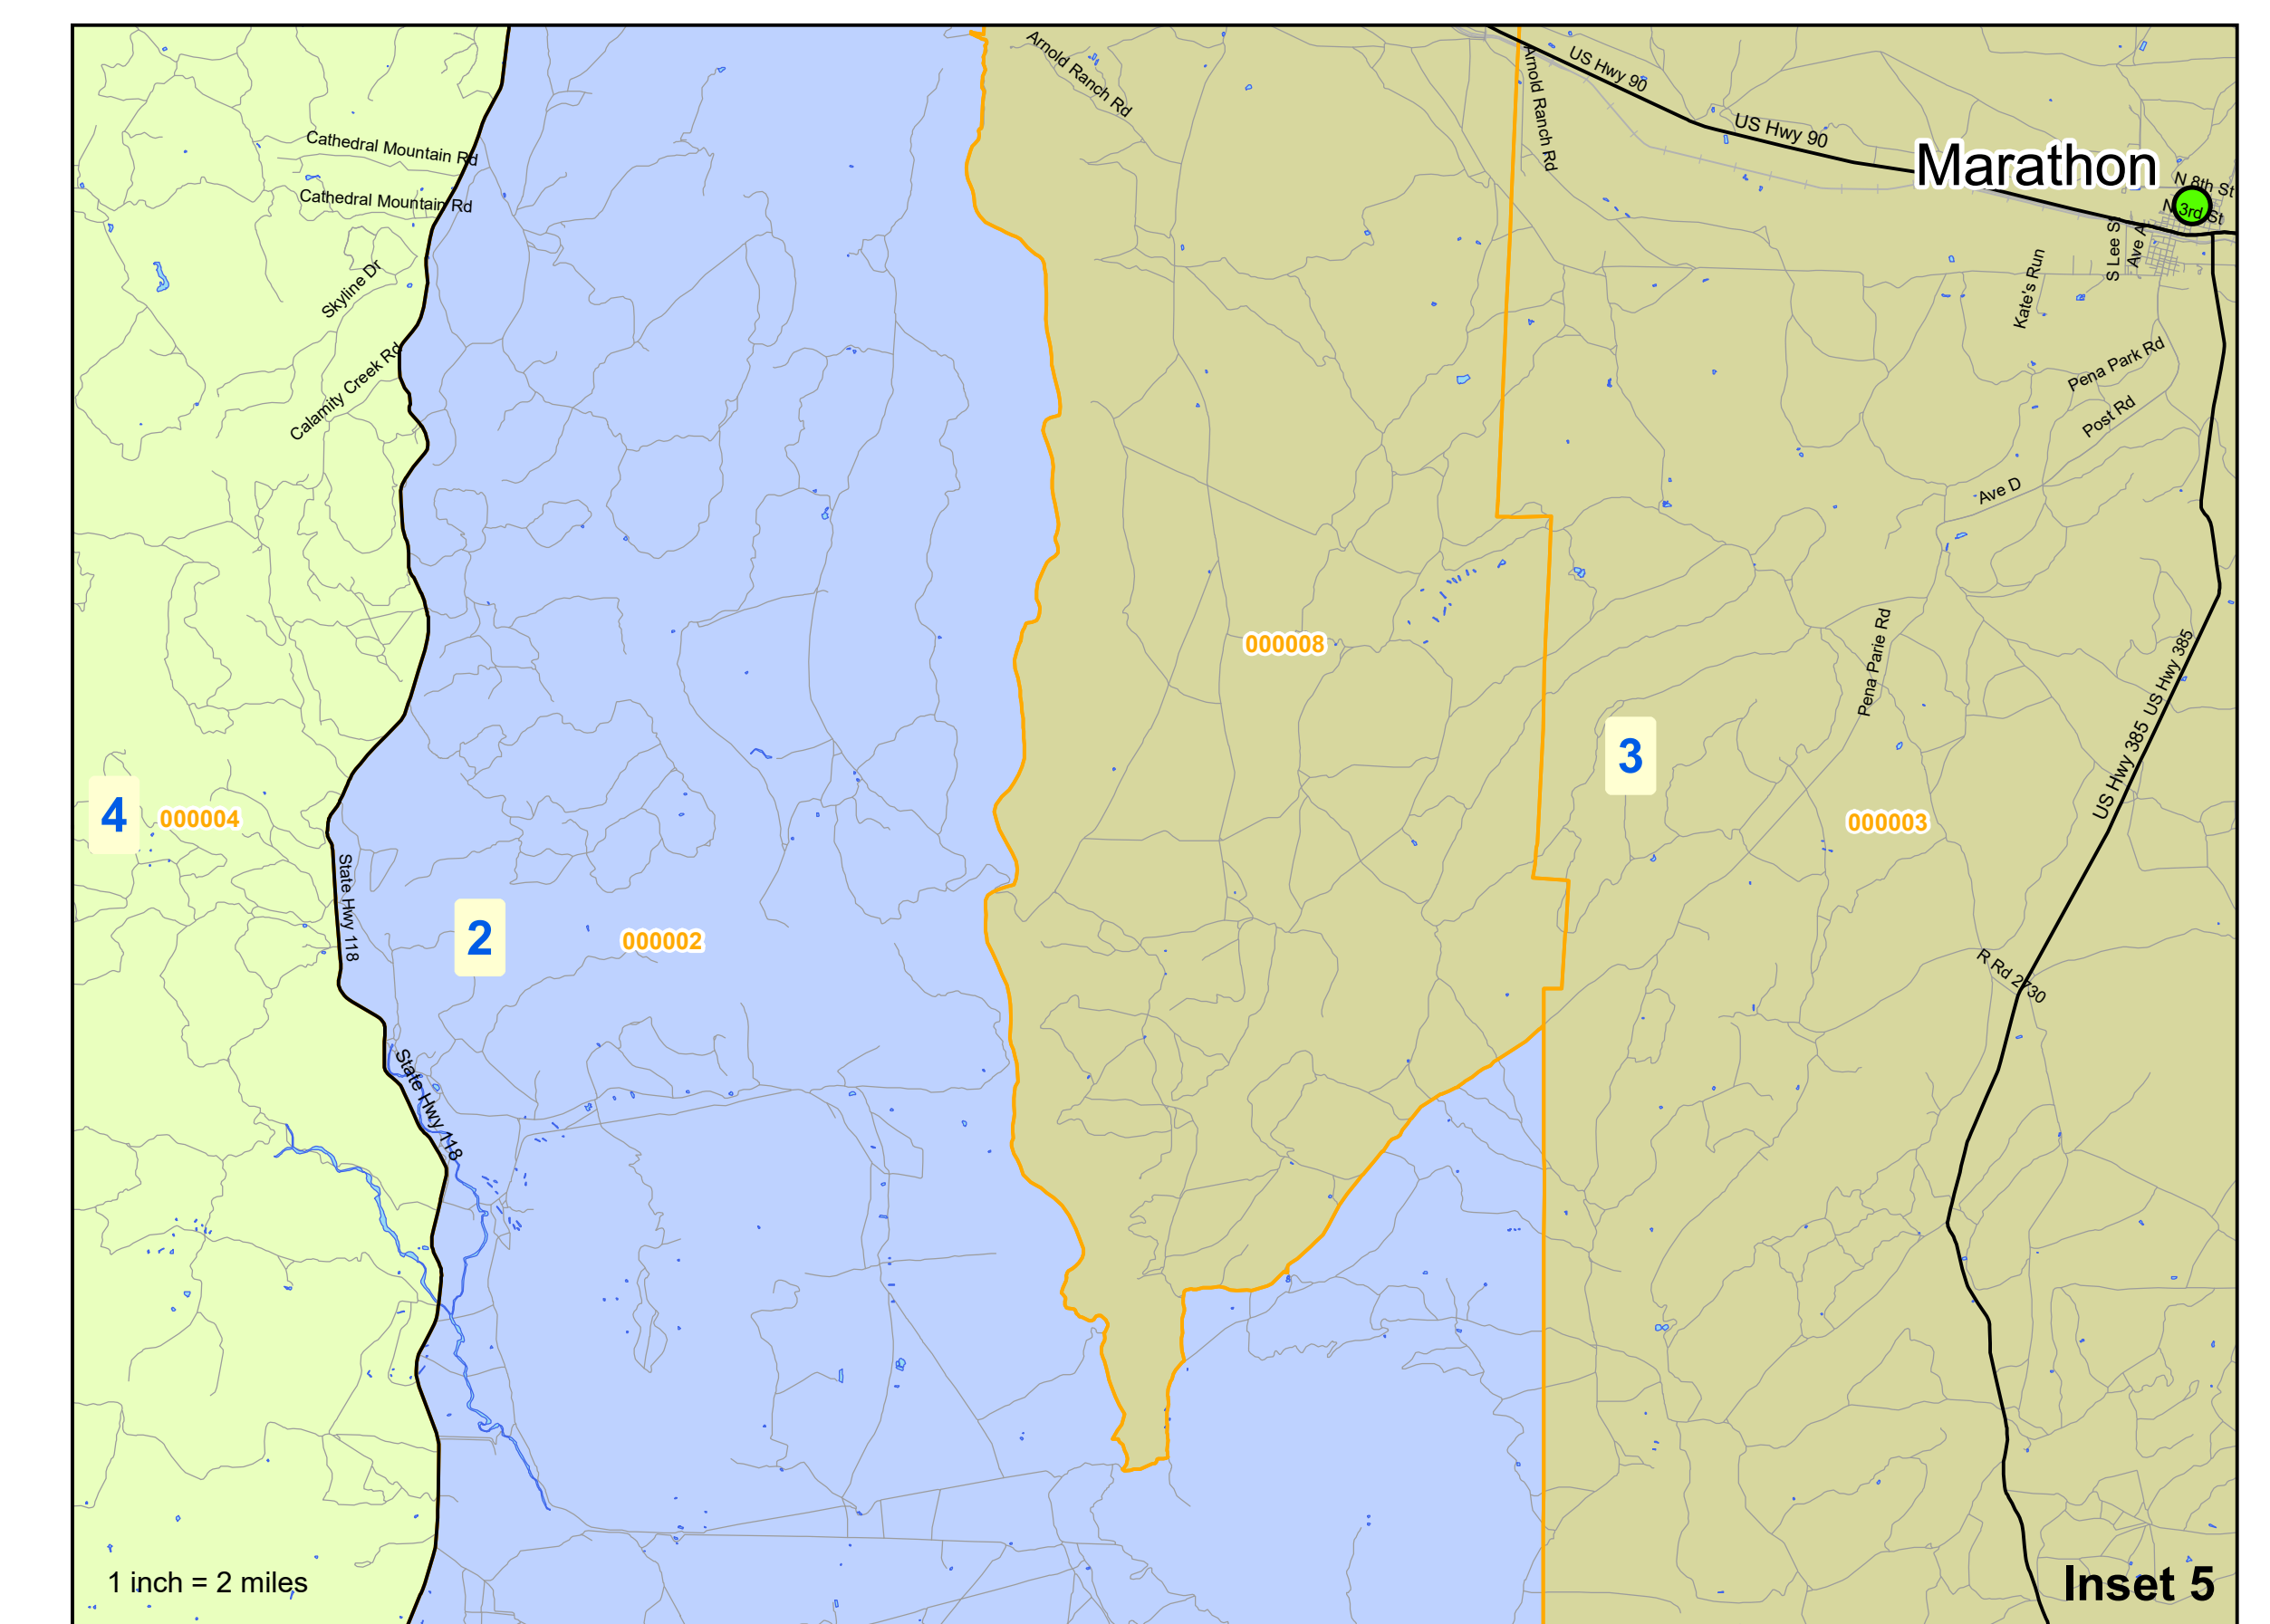 Arnold Ranch Rd
Arnold Ranch Rd
US Hwy 90
US Hwy 90
Marathon
N 8th St
N 3rd St
Cathedral Mountain Rd
Cathedral Mountain Rd
S Lee St
Ave A
Kate's Run
Skyline Dr
Calamity Creek Rd
Pena Park Rd
Post Rd
Ave D
000008
Pena Parie Rd
US Hwy 385
US Hwy 385
3
4
000004
000003
State Hwy 118
2
000002
R Rd 2730
State Hwy 118
1 inch = 2 miles
Inset 5